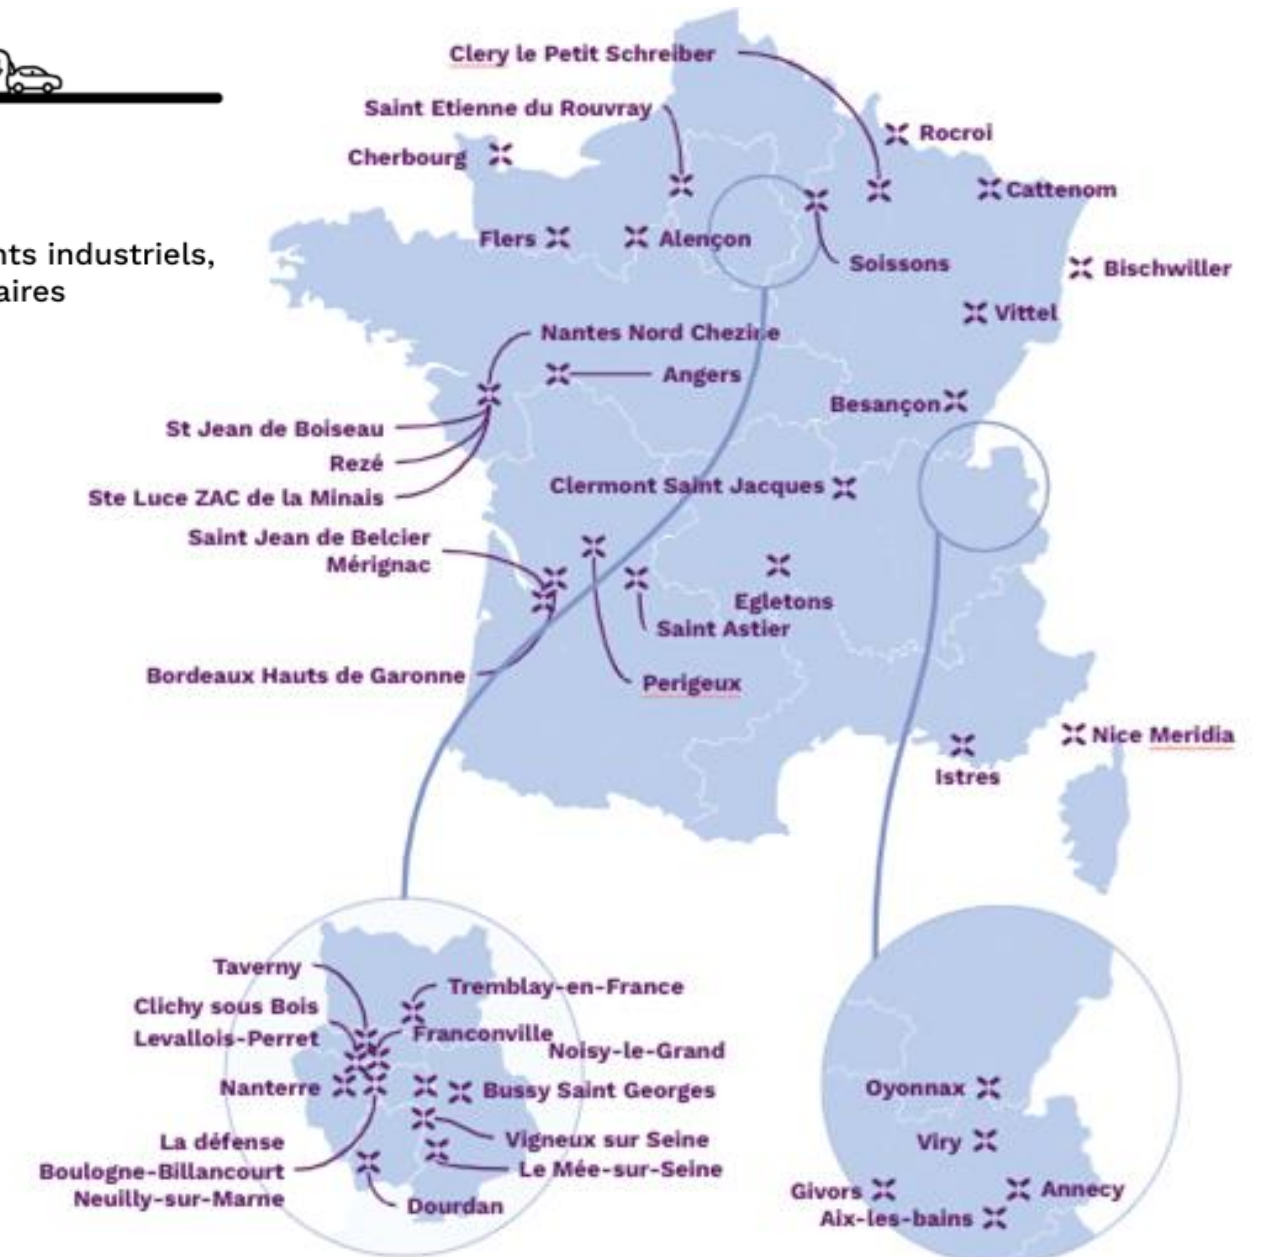 Clery le Petit Schreiber
Saint Etienne du Rouvray
Rocroi
Cherbourg
Cattenom
Flers
Alençon
nts industriels,
Soissons
Bischwiller
aires
Vittel
Nantes Nord Chezine
Angers
Besançon
St Jean de Boiseau
Rezé
Clermont Saint Jacques
Ste Luce ZAC de la Minais
Saint Jean de Belcier
Mérignac
Egletons
Saint Astier
Bordeaux Hauts de Garonne
Perigeux
Nice Meridia
Istres
Taverny
Tremblay-en-France
Clichy sous Bois
Franconville
Levallois-Perret
Noisy-le-Grand
Nanterre
Bussy Saint Georges
Oyonnax
La défense
Vigneux sur Seine
Viry
Boulogne-Billancourt
Le Mée-sur-Seine
Neuilly-sur-Marne
Dourdan
Givors
Annecy
Aix-les-bains